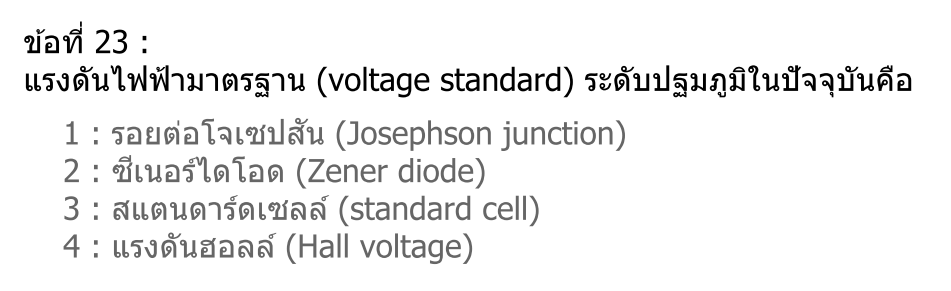 ข้อที่ 23 :
แรงดันไฟฟ้ามาตรฐาน (voltage standard) ระดับปฐมภูมิในปัจจุบันคือ
1 : รอยต่อโจเซปสัน (Josephson junction)
2 : ซีเนอร์ไดโอด (Zener diode)
3 : สแตนดาร์ดเซลล์ (standard cell)
4 : แรงดันฮอลล์ (Hall voltage)